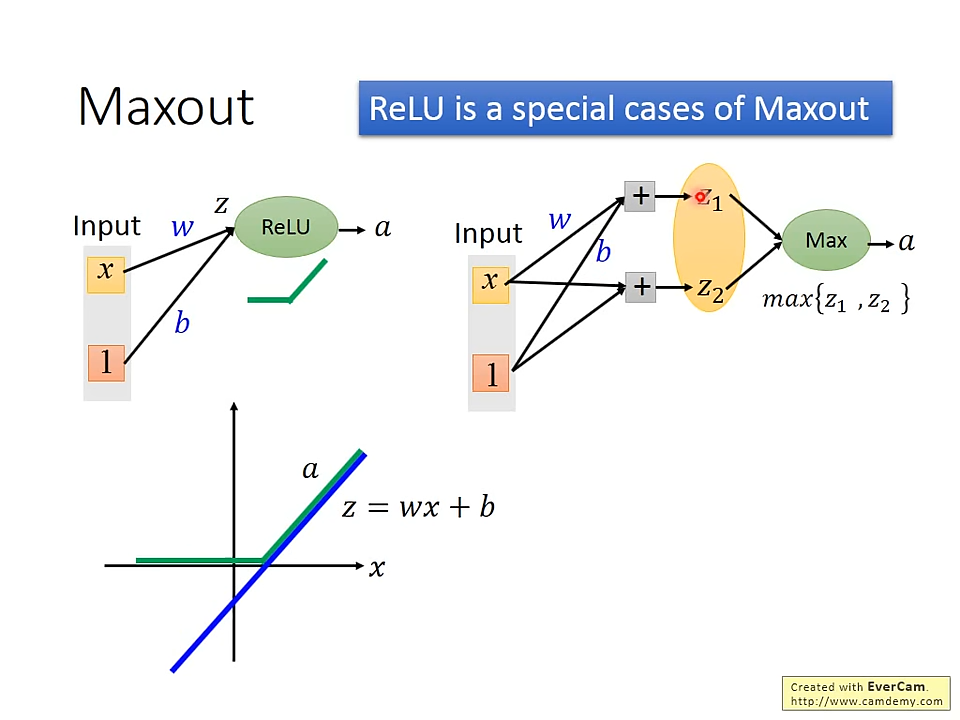 Maxout
ReLU is a special cases of Maxout
Input
x
1
w
b
z
ReLU
a
Input
x
1
w
b
+
+
z₁
z₂
Max
a
max{z₁ , z₂ }
a
z = wx + b
x
Created with EverCam.
http://www.camdemy.com